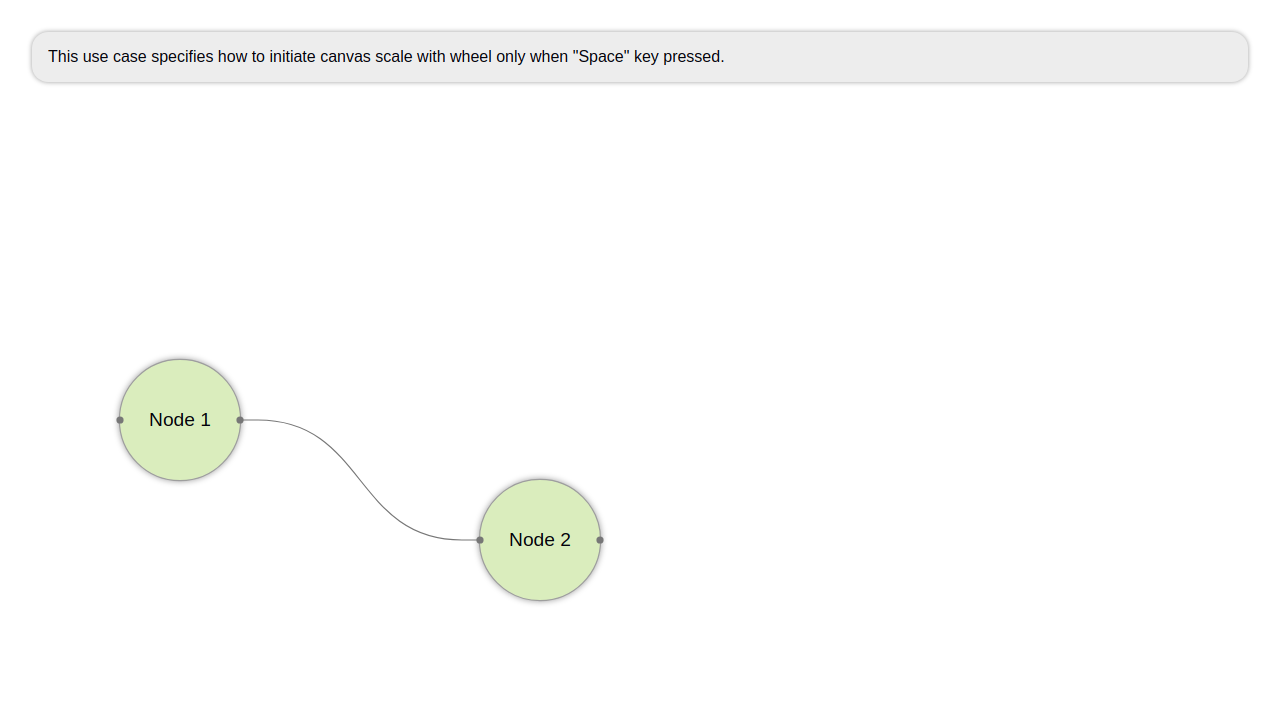 This use case specifies how to initiate canvas scale with wheel only when "Space" key pressed.
Node 1
Node 2